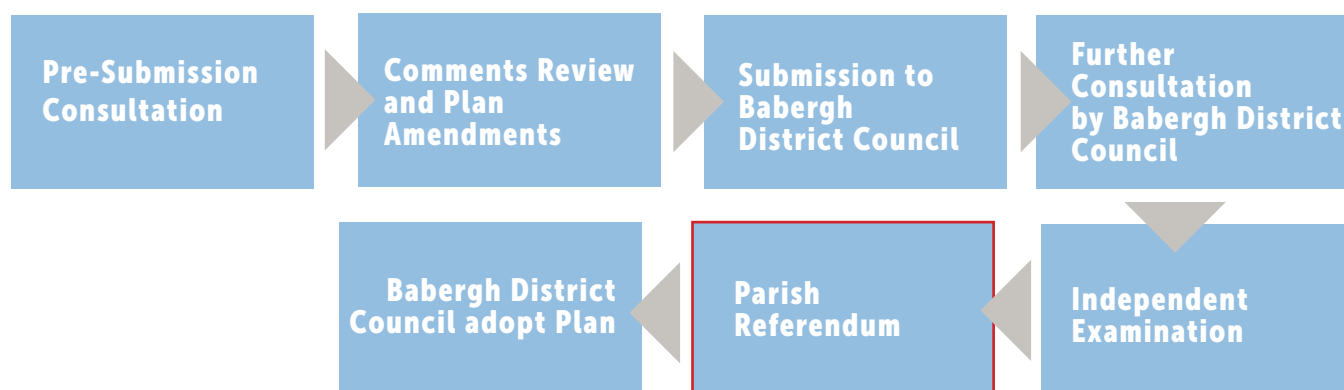 Pre-Submission
Consultation
Comments Review
and Plan
Amendments
Submission to
Babergh
District Council
Further
Consultation
by Babergh District
Council
Independent
Examination
Parish
Referendum
Babergh District
Council adopt Plan